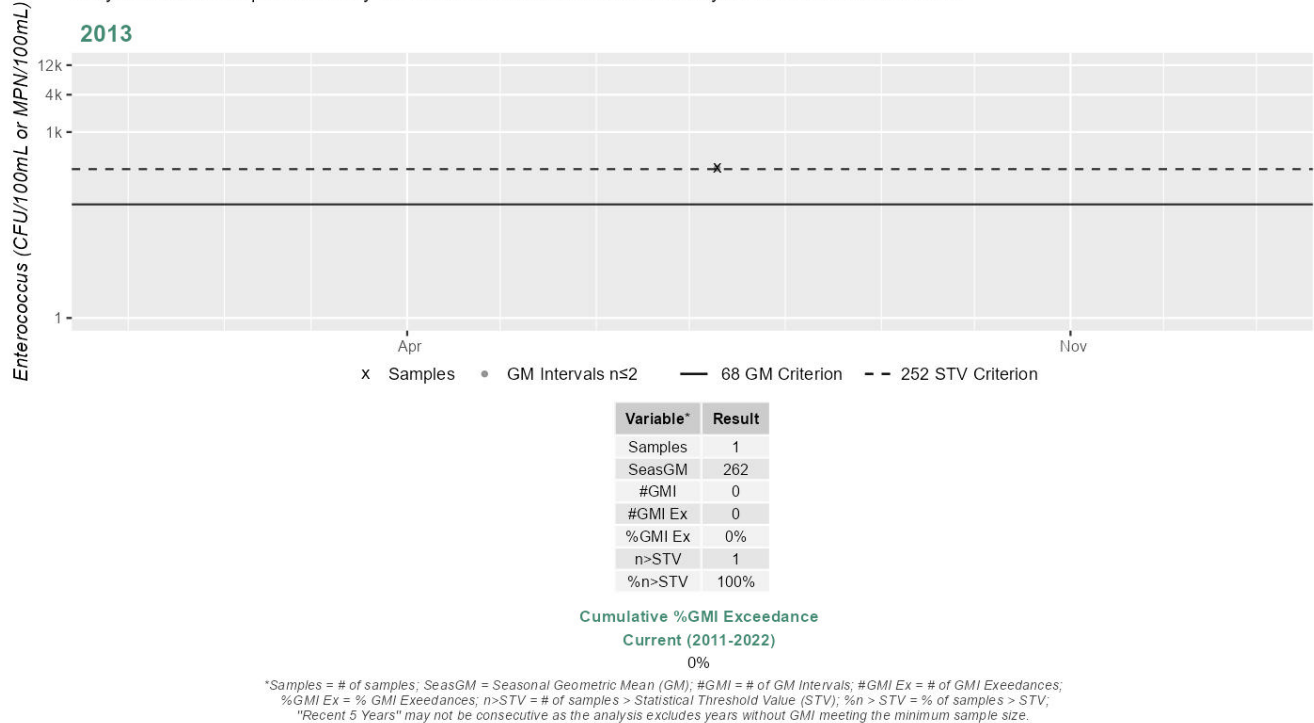 2013
Enterococcus (CFU/100mL or MPN/100mL)
12k
4k
1k
1
x
Apr
Nov
x Samples GM Intervals n≤2 68 GM Criterion 252 STV Criterion
Variable* Result
Samples 1
SeasGM 262
#GMI 0
#GMI Ex 0
%GMI Ex 0%
n>STV 1
%n>STV 100%
Cumulative %GMI Exceedance
Current (2011-2022)
0%
*Samples = # of samples; SeasGM = Seasonal Geometric Mean (GM); #GMI = # of GM Intervals; #GMI Ex = # of GMI Exeedances;
%GMI Ex = % GMI Exeedances; n>STV = # of samples > Statistical Threshold Value (STV); %n > STV = % of samples > STV;
"Recent 5 Years" may not be consecutive as the analysis excludes years without GMI meeting the minimum sample size.